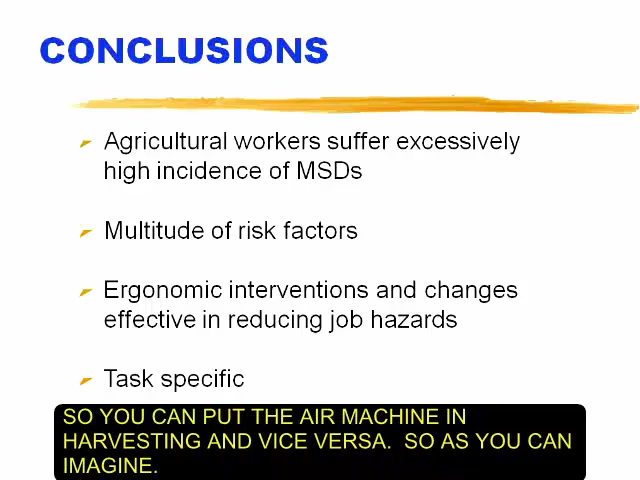 CONCLUSIONS
Agricultural workers suffer excessively
high incidence of MSDs
Multitude of risk factors
Ergonomic interventions and changes
effective in reducing job hazards
Task specific
SO YOU CAN PUT THE AIR MACHINE IN
HARVESTING AND VICE VERSA.  SO AS YOU CAN
IMAGINE.